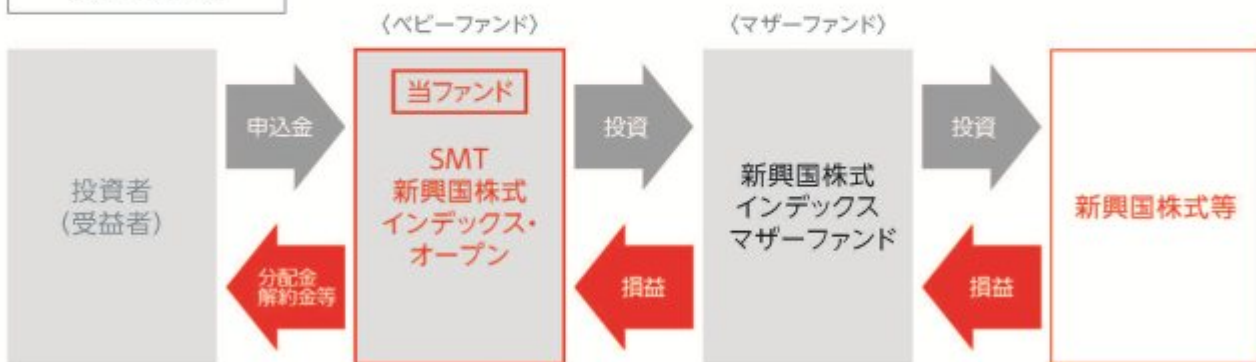 〈ベビーファンド〉
〈マザーファンド〉
投資者
(受益者)
申込金
分配金
解約金等
当ファンド
SMT
新興国株式
インデックス・
オープン
投資
損益
新興国株式
インデックス
マザーファンド
投資
損益
新興国株式等